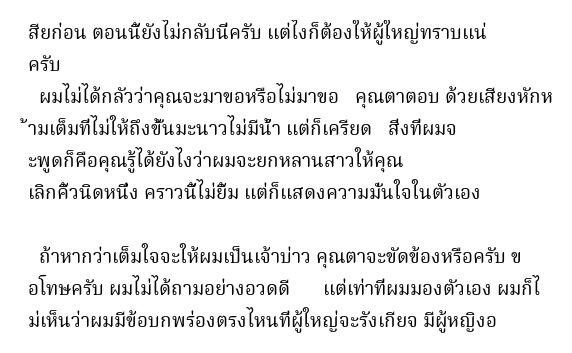 สียก่อน ตอนนี้ยังไม่กลับนีครับ แต่ไงก็ต้องให้ผู้ใหญ่ทราบแน่
ครับ
ผมไม่ได้กลัวว่าคุณจะมาขอหรือไม่มาขอ   คุณตาตอบ ด้วยเสียงหักห
้ามเต็มที่ไม่ให้ถึงขั้นมะนาวไม่มีน้ำ แต่ก็เครียด   สิ่งที่ผมจ
ะพูดก็คือคุณรู้ได้ยังไงว่าผมจะยกหลานสาวให้คุณ
เลิกคิ้วนิดหนึ่ง คราวนี้ไม่ยิ้ม แต่ก็แสดงความมั่นใจในตัวเอง
ถ้าหากว่าเต็มใจจะให้ผมเป็นเจ้าบ่าว คุณตาจะขัดข้องหรือครับ ข
อโทษครับ ผมไม่ได้ถามอย่างอวดดี      แต่เท่าที่ผมมองตัวเอง ผมก็ไ
ม่เห็นว่าผมมีข้อบกพร่องตรงไหนที่ผู้ใหญ่จะรังเกียจ มีผู้หญิงอ